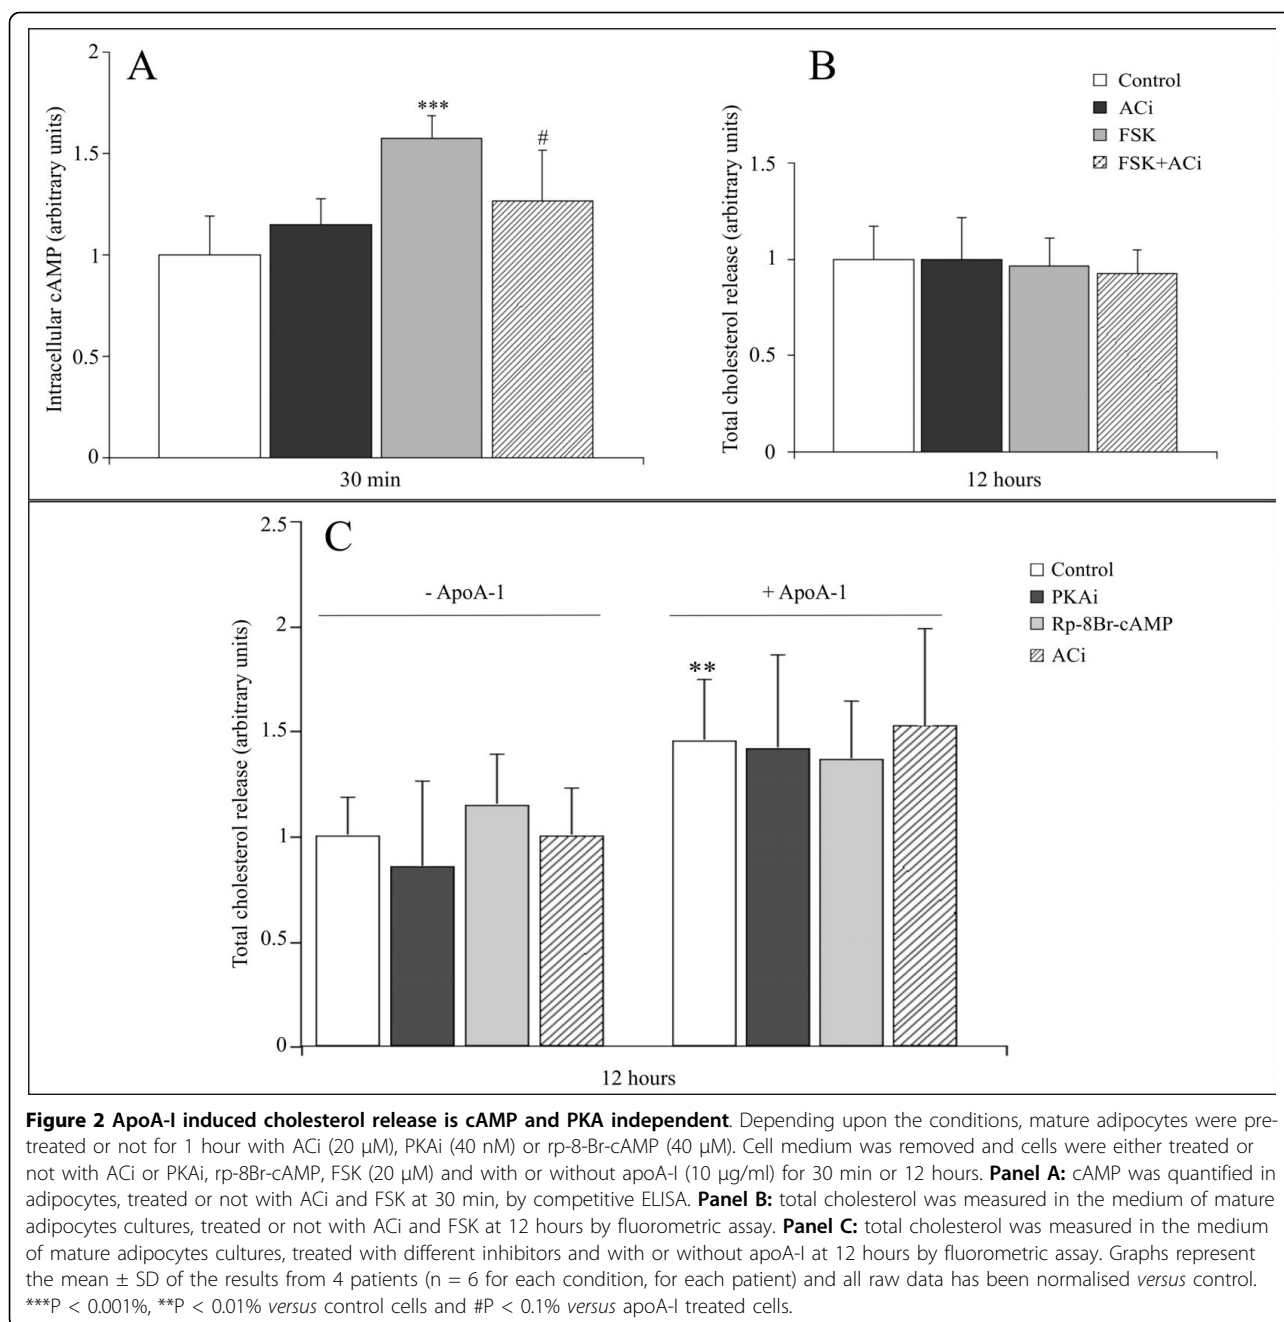 A
2
1.5
1
0.5
0
Intracellular cAMP (arbitrary units)
***
#
30 min
B
Control
ACi
FSK
FSK+ACi
1.5
1
0.5
0
Total cholesterol release (arbitrary units)
12 hours
C
2.5
2
1.5
1
0.5
0
Total cholesterol release (arbitrary units)
- ApoA-1
+ ApoA-1
**
Control
PKAi
Rp-8Br-cAMP
ACi
12 hours
Figure 2 ApoA-I induced cholesterol release is cAMP and PKA independent. Depending upon the conditions, mature adipocytes were pre-
treated or not for 1 hour with ACi (20 μM), PKAi (40 nM) or rp-8-Br-cAMP (40 μM). Cell medium was removed and cells were either treated or
not with ACi or PKAi, rp-8Br-cAMP, FSK (20 μM) and with or without apoA-I (10 μg/ml) for 30 min or 12 hours. Panel A: cAMP was quantified in
adipocytes, treated or not with ACi and FSK at 30 min, by competitive ELISA. Panel B: total cholesterol was measured in the medium of mature
adipocytes cultures, treated or not with ACi and FSK at 12 hours by fluorometric assay. Panel C: total cholesterol was measured in the medium
of mature adipocytes cultures, treated with different inhibitors and with or without apoA-I at 12 hours by fluorometric assay. Graphs represent
the mean ± SD of the results from 4 patients (n = 6 for each condition, for each patient) and all raw data has been normalised versus control.
***P < 0.001%, **P < 0.01% versus control cells and #P < 0.1% versus apoA-I treated cells.